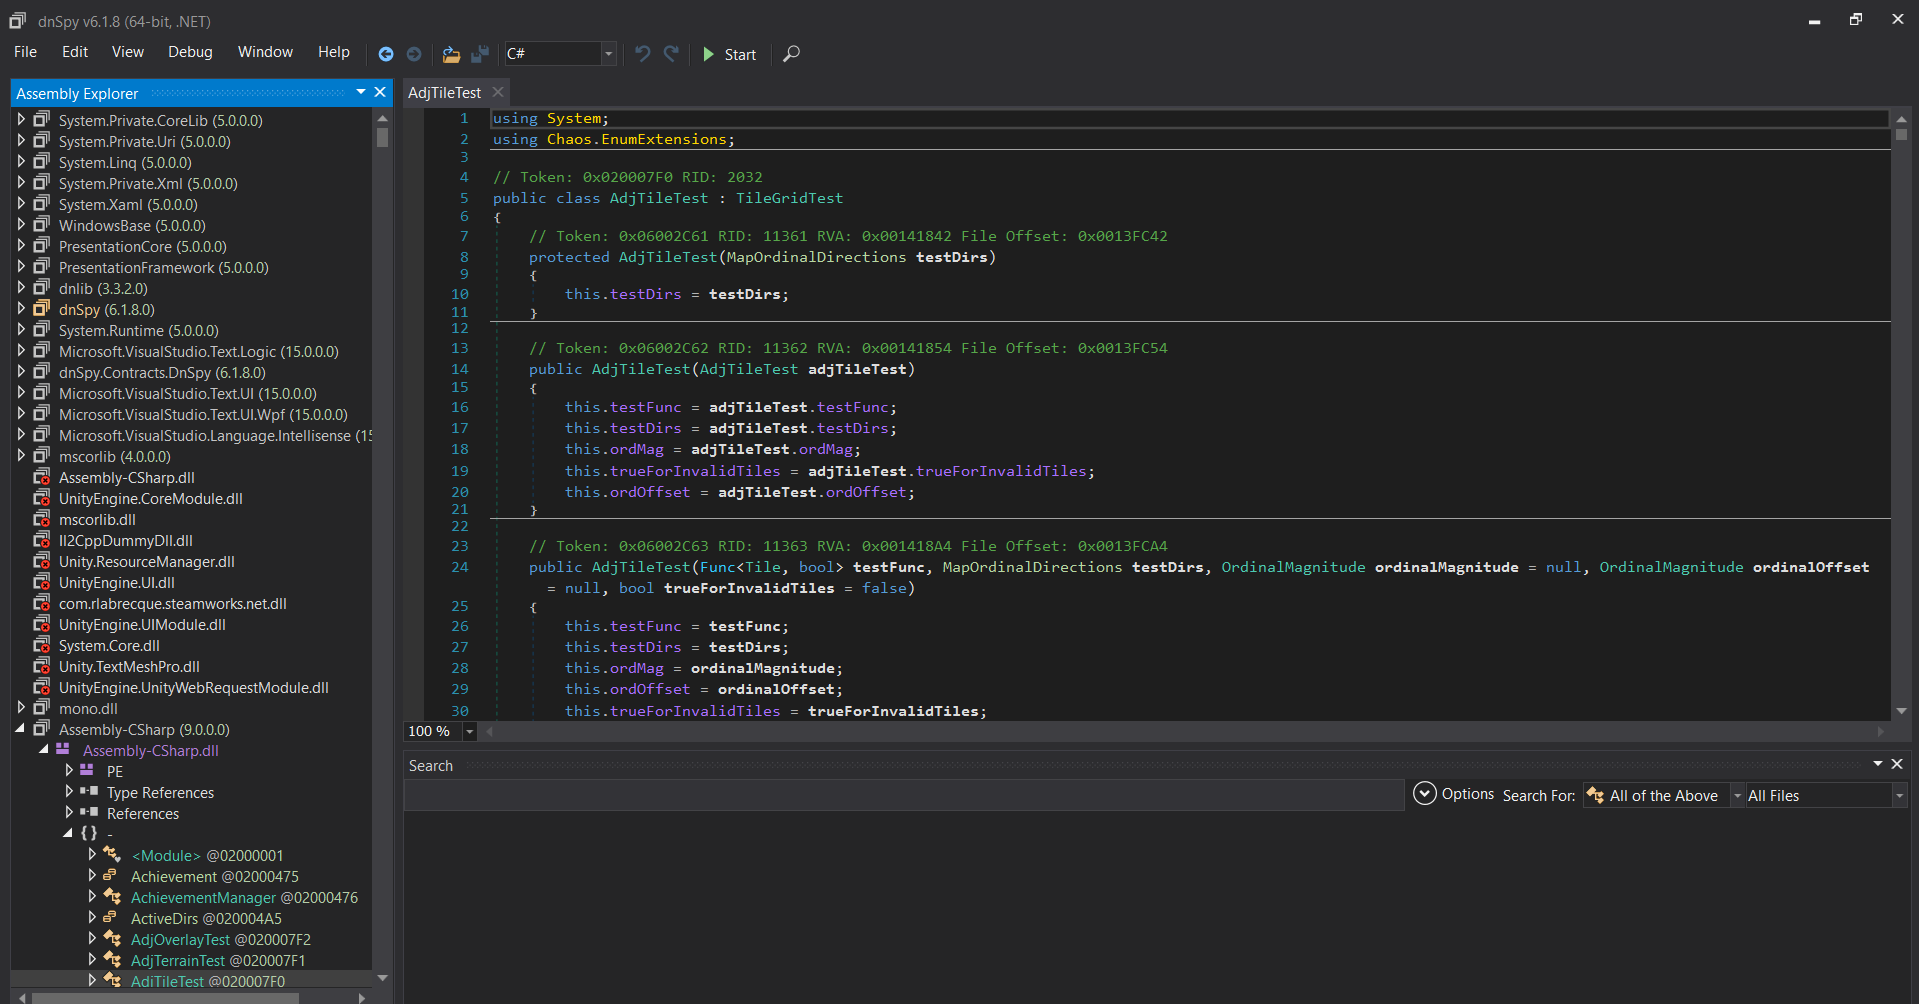 dnSpy v6.1.8 (64-bit, .NET)
File Edit View Debug Window Help C# Start
Assembly Explorer
System.Private.CoreLib (5.0.0.0)
System.Private.Uri (5.0.0.0)
System.Linq (5.0.0.0)
System.Private.Xml (5.0.0.0)
System.Xaml (5.0.0.0)
WindowsBase (5.0.0.0)
PresentationCore (5.0.0.0)
PresentationFramework (5.0.0.0)
dnlib (3.3.2.0)
dnSpy (6.1.8.0)
System.Runtime (5.0.0.0)
Microsoft.VisualStudio.Text.Logic (15.0.0.0)
dnSpy.Contracts.DnSpy (6.1.8.0)
Microsoft.VisualStudio.Text.UI (15.0.0.0)
Microsoft.VisualStudio.Text.UI.Wpf (15.0.0.0)
Microsoft.VisualStudio.Language.Intellisense (15
mscorlib (4.0.0.0)
Assembly-CSharp.dll
UnityEngine.CoreModule.dll
mscorlib.dll
Il2CppDummyDll.dll
Unity.ResourceManager.dll
UnityEngine.UI.dll
com.rlabrecque.steamworks.net.dll
UnityEngine.UIModule.dll
System.Core.dll
Unity.TextMeshPro.dll
UnityEngine.UnityWebRequestModule.dll
mono.dll
Assembly-CSharp (9.0.0.0)
Assembly-CSharp.dll
PE
Type References
References
{ } -
<Module> @02000001
Achievement @02000475
AchievementManager @02000476
ActiveDirs @020004A5
AdjOverlayTest @020007F2
AdjTerrainTest @020007F1
AdjTileTest @020007F0
AdjTileTest
1 using System;
2 using Chaos.EnumExtensions;
3
4 // Token: 0x020007F0 RID: 2032
5 public class AdjTileTest : TileGridTest
6 {
7 // Token: 0x06002C61 RID: 11361 RVA: 0x00141842 File Offset: 0x0013FC42
8 protected AdjTileTest(MapOrdinalDirections testDirs)
9 {
10 this.testDirs = testDirs;
11 }
12
13 // Token: 0x06002C62 RID: 11362 RVA: 0x00141854 File Offset: 0x0013FC54
14 public AdjTileTest(AdjTileTest adjTileTest)
15 {
16 this.testFunc = adjTileTest.testFunc;
17 this.testDirs = adjTileTest.testDirs;
18 this.ordMag = adjTileTest.ordMag;
19 this.trueForInvalidTiles = adjTileTest.trueForInvalidTiles;
20 this.ordOffset = adjTileTest.ordOffset;
21 }
22
23 // Token: 0x06002C63 RID: 11363 RVA: 0x001418A4 File Offset: 0x0013FCA4
24 public AdjTileTest(Func<Tile, bool> testFunc, MapOrdinalDirections testDirs, OrdinalMagnitude ordinalMagnitude = null, OrdinalMagnitude ordinalOffset
= null, bool trueForInvalidTiles = false)
25 {
26 this.testFunc = testFunc;
27 this.testDirs = testDirs;
28 this.ordMag = ordinalMagnitude;
29 this.ordOffset = ordinalOffset;
30 this.trueForInvalidTiles = trueForInvalidTiles;
100 %
Search
Options Search For: All of the Above All Files